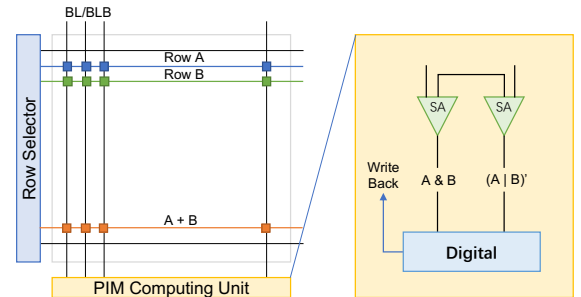 BL/BLB
Row A
Row B
Row Selector
A + B
PIM Computing Unit
SA
SA
Write
Back
A & B
(A | B)’
Digital